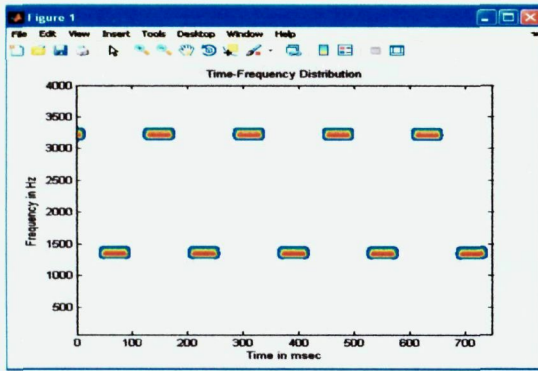 Figure 1
File Edit View Insert Tools Desktop Window Help
Time-Frequency Distribution
4000
3500
3000
2500
2000
1500
1000
500
Frequency in Hz
0 100 200 300 400 500 600 700
Time in msec